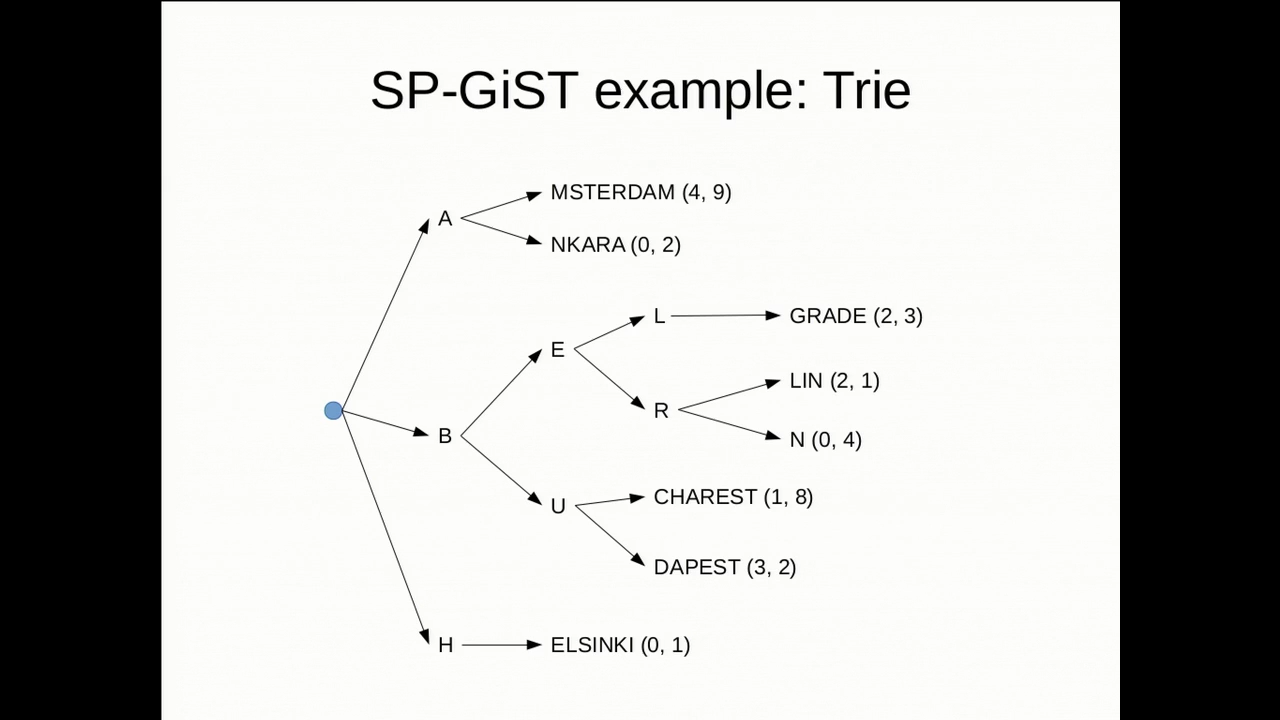 SP-GiST example: Trie
A
MSTERDAM (4, 9)
NKARA (0, 2)
B
E
L
GRADE (2, 3)
R
LIN (2, 1)
N (0, 4)
U
CHAREST (1, 8)
DAPEST (3, 2)
H
ELSINKI (0, 1)